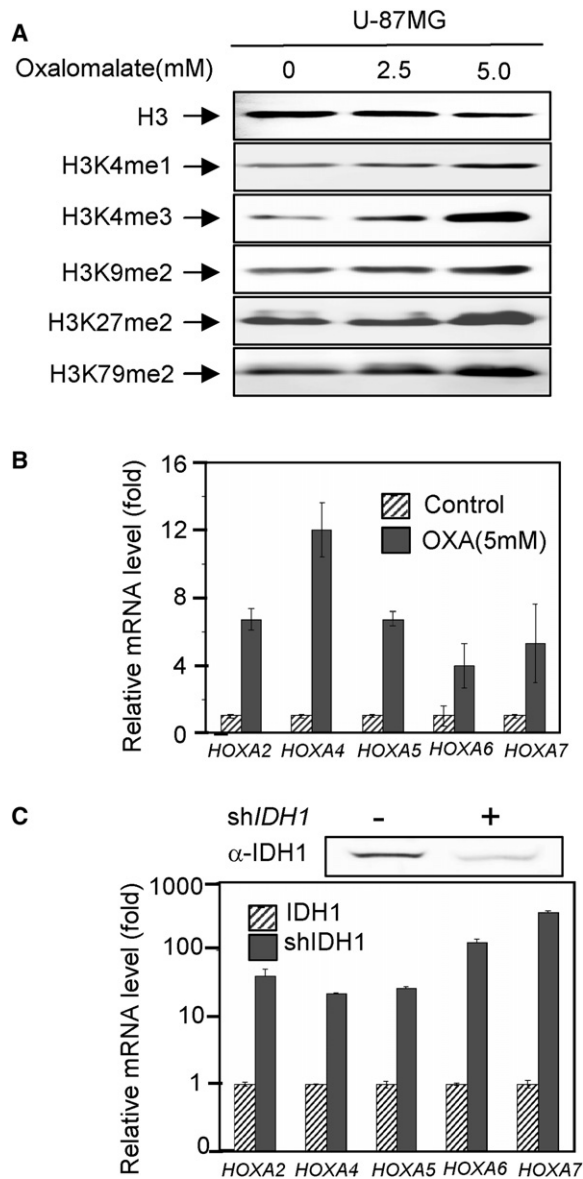 A
U-87MG
Oxalomalate(mM) 0 2.5 5.0
H3
H3K4me1
H3K4me3
H3K9me2
H3K27me2
H3K79me2
B
Relative mRNA level (fold)
16
12
8
4
0
Control
OXA(5mM)
HOXA2 HOXA4 HOXA5 HOXA6 HOXA7
C
shIDH1 - +
α-IDH1
Relative mRNA level (fold)
1000
100
10
1
0
IDH1
shIDH1
HOXA2 HOXA4 HOXA5 HOXA6 HOXA7